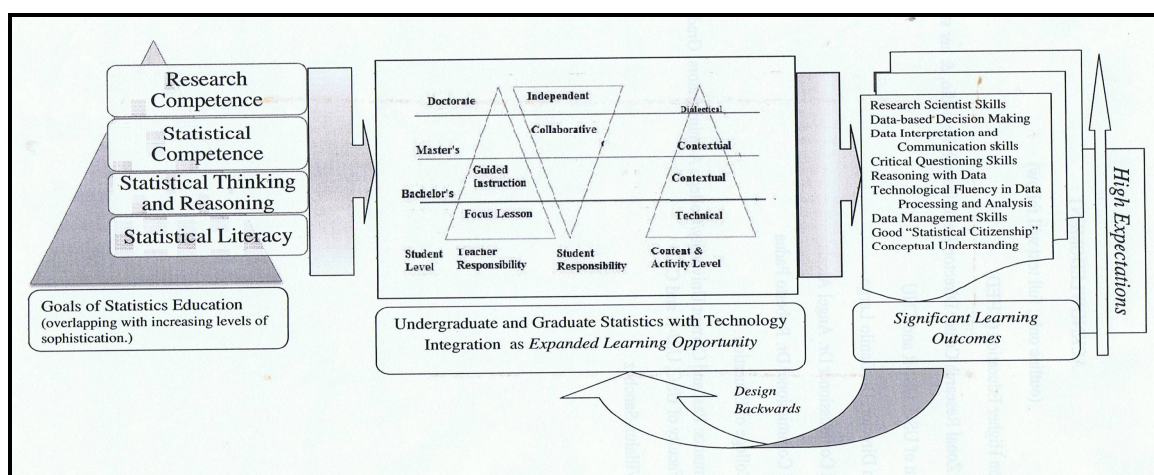 Research
Competence
Statistical
Competence
Statistical Thinking
and Reasoning
Statistical Literacy
Goals of Statistics Education
(overlapping with increasing levels of
sophistication.)
Doctorate
Master's
Bachelor's
Student
Level
Independent
Collaborative
Guided
Instruction
Focus Lesson
Teacher
Responsibility
Student
Responsibility
Dialectical
Contextual
Contextual
Technical
Content &
Activity Level
Undergraduate and Graduate Statistics with Technology
Integration as Expanded Learning Opportunity
Research Scientist Skills
Data-based Decision Making
Data Interpretation and
Communication skills
Critical Questioning Skills
Reasoning with Data
Technological Fluency in Data
Processing and Analysis
Data Management Skills
Good “Statistical Citizenship”
Conceptual Understanding
Significant Learning
Outcomes
High Expectations
Design
Backwards